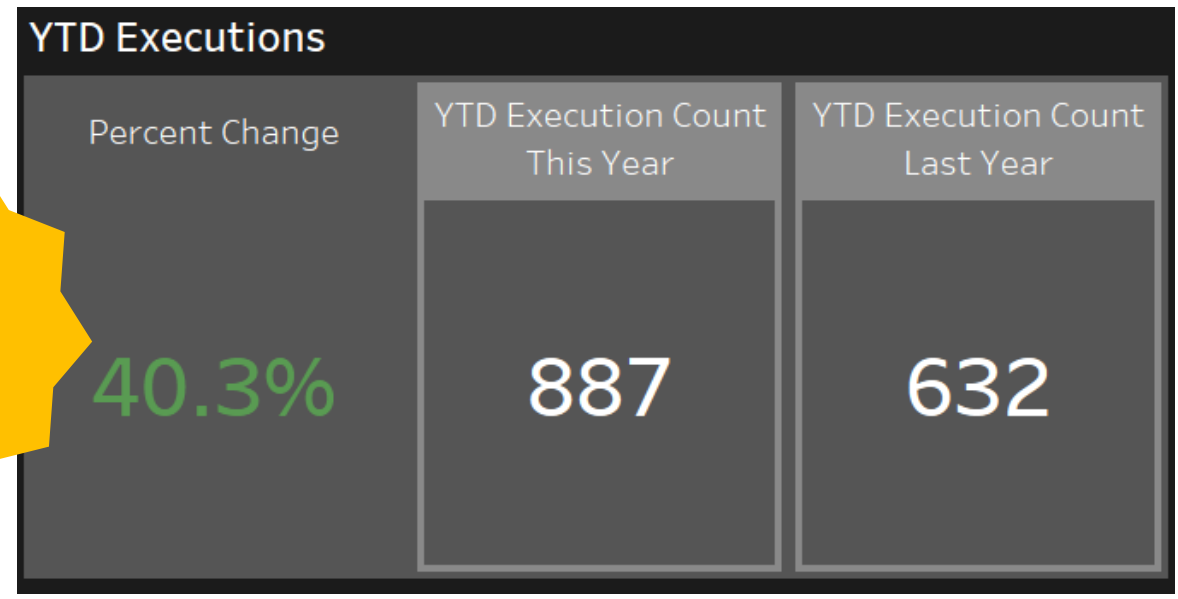 YTD Executions
Percent Change
YTD Execution Count
This Year
YTD Execution Count
Last Year
40.3%
887
632